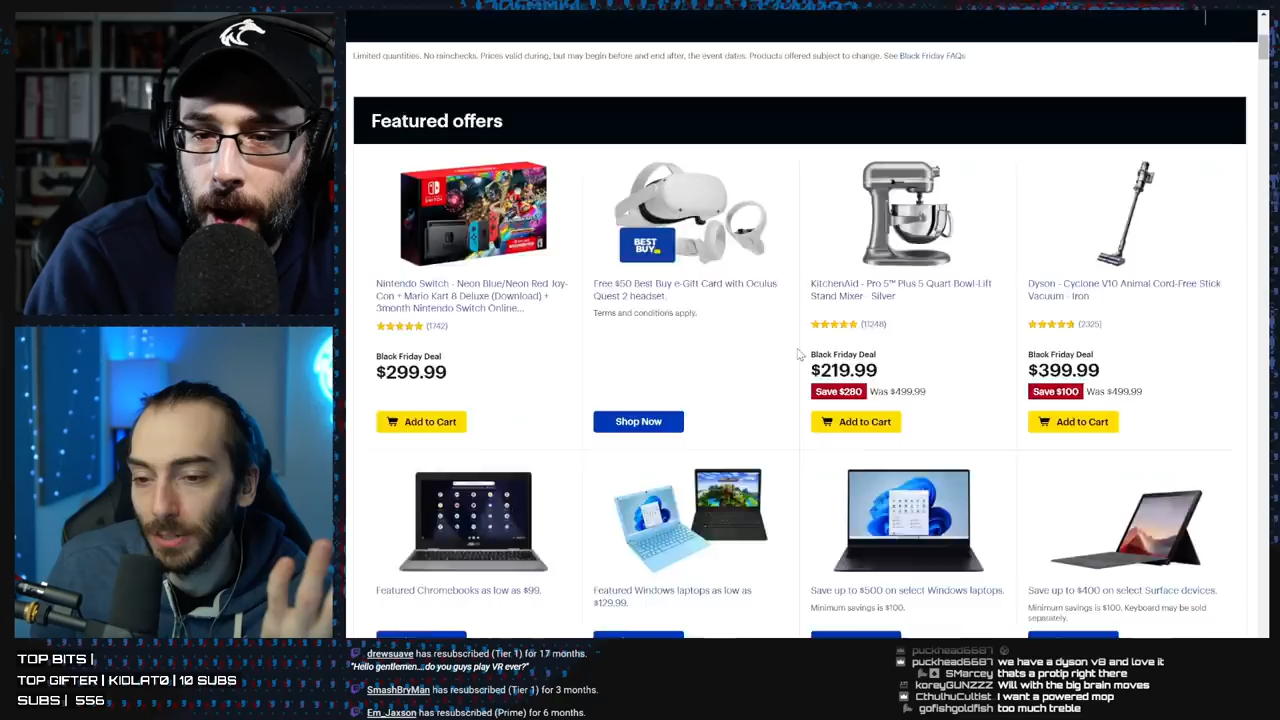 Limited quantities. No rainchecks. Prices valid during, but may begin before and end after, the event dates. Products offered subject to change. See Black Friday FAQs
Featured offers
BEST
BUY
Nintendo Switch - Neon Blue/Neon Red Joy-
Con + Mario Kart 8 Deluxe (Download) +
3month Nintendo Switch Online...
(1742)
Black Friday Deal
$299.99
Add to Cart
Free $50 Best Buy e-Gift Card with Oculus
Quest 2 headset.
Terms and conditions apply.
Shop Now
KitchenAid - Pro 5™ Plus 5 Quart Bowl-Lift
Stand Mixer - Silver
(11248)
Black Friday Deal
$219.99
Save $280 Was $499.99
Add to Cart
Dyson - Cyclone V10 Animal Cord-Free Stick
Vacuum - Iron
(2325)
Black Friday Deal
$399.99
Save $100 Was $499.99
Add to Cart
Featured Chromebooks as low as $99.
Featured Windows laptops as low as
$129.99.
Save up to $500 on select Windows laptops.
Minimum savings is $100.
Save up to $400 on select Surface devices.
Minimum savings is $100. Keyboard may be sold
separately.
TOP BITS |
TOP GIFTER | KIDLAT0 | 10 SUBS
SUBS | 556
drewsuave has resubscribed (Tier 1) for 17 months.
"Hello gentlemen...do you guys play VR ever?"
SmashBryMan has resubscribed (Tier 1) for 3 months.
Em_Jaxson has resubscribed (Prime) for 6 months.
puckhead6687
puckhead6687 we have a dyson v8 and love it
SMarcey thats a protip right there
koreyGUNZZZ Will with the big brain moves
CthulhuCultist I want a powered mop
gofishgoldfish too much treble